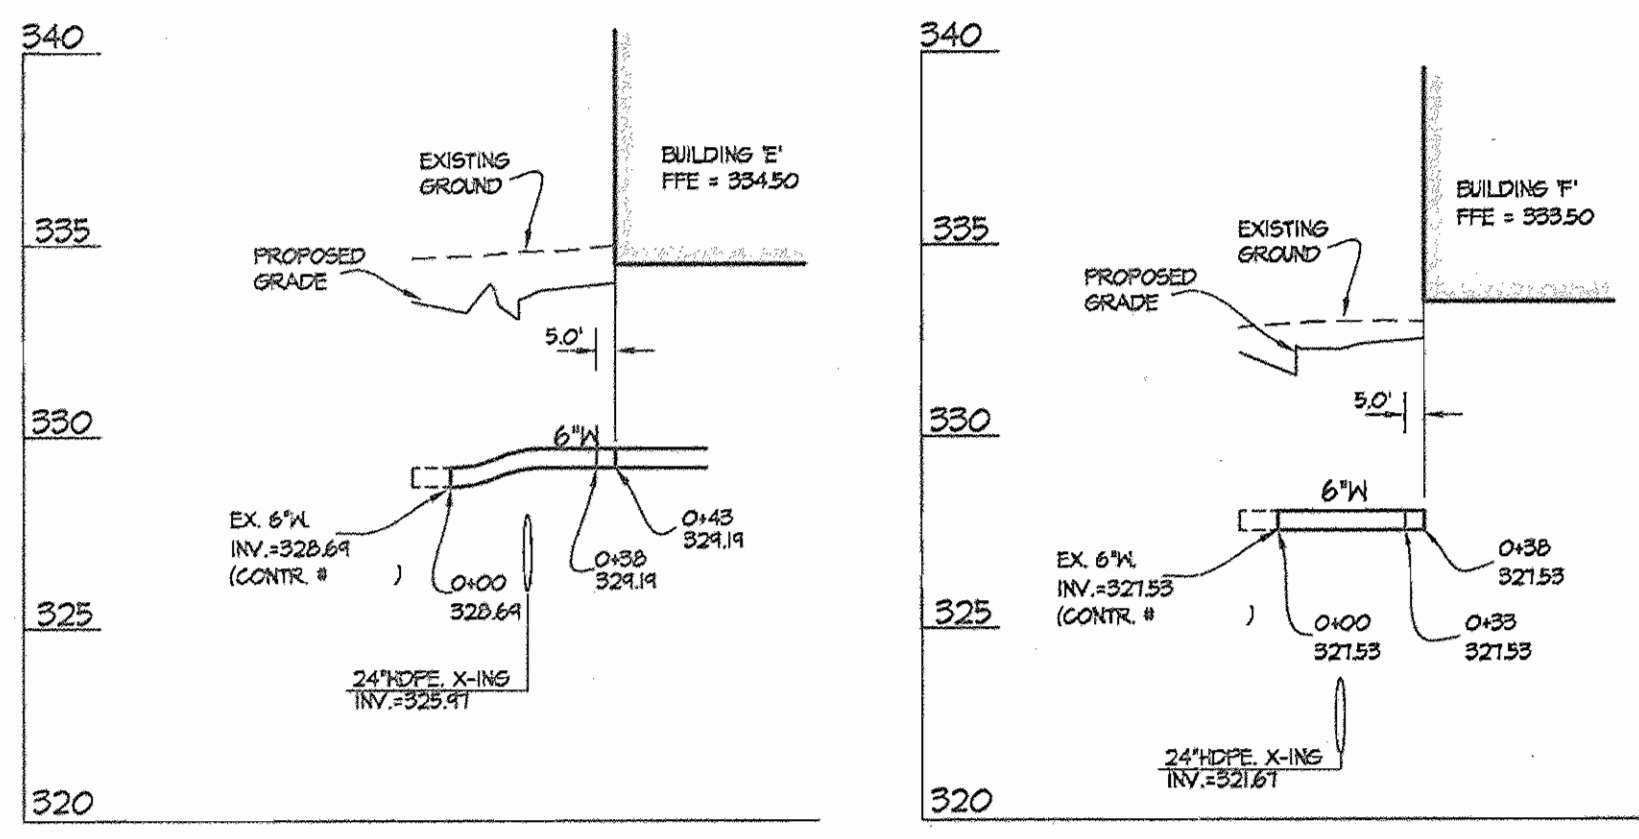 340
335
330
325
320
EXISTING
GROUND
BUILDING 'E'
FFE = 334.50
PROPOSED
GRADE
5.0'
6"W
EX. 6"W.
INV.=328.69
(CONTR. # )
0+00
328.69
0+38
329.19
0+43
329.19
24"HDPE. X-ING
INV.=325.97
340
335
330
325
320
BUILDING 'F'
FFE = 333.50
EXISTING
GROUND
PROPOSED
GRADE
5.0'
6"W
EX. 6"W.
INV.=327.53
(CONTR. # )
0+00
327.53
0+33
327.53
0+38
327.53
24"HDPE. X-ING
INV.=321.67